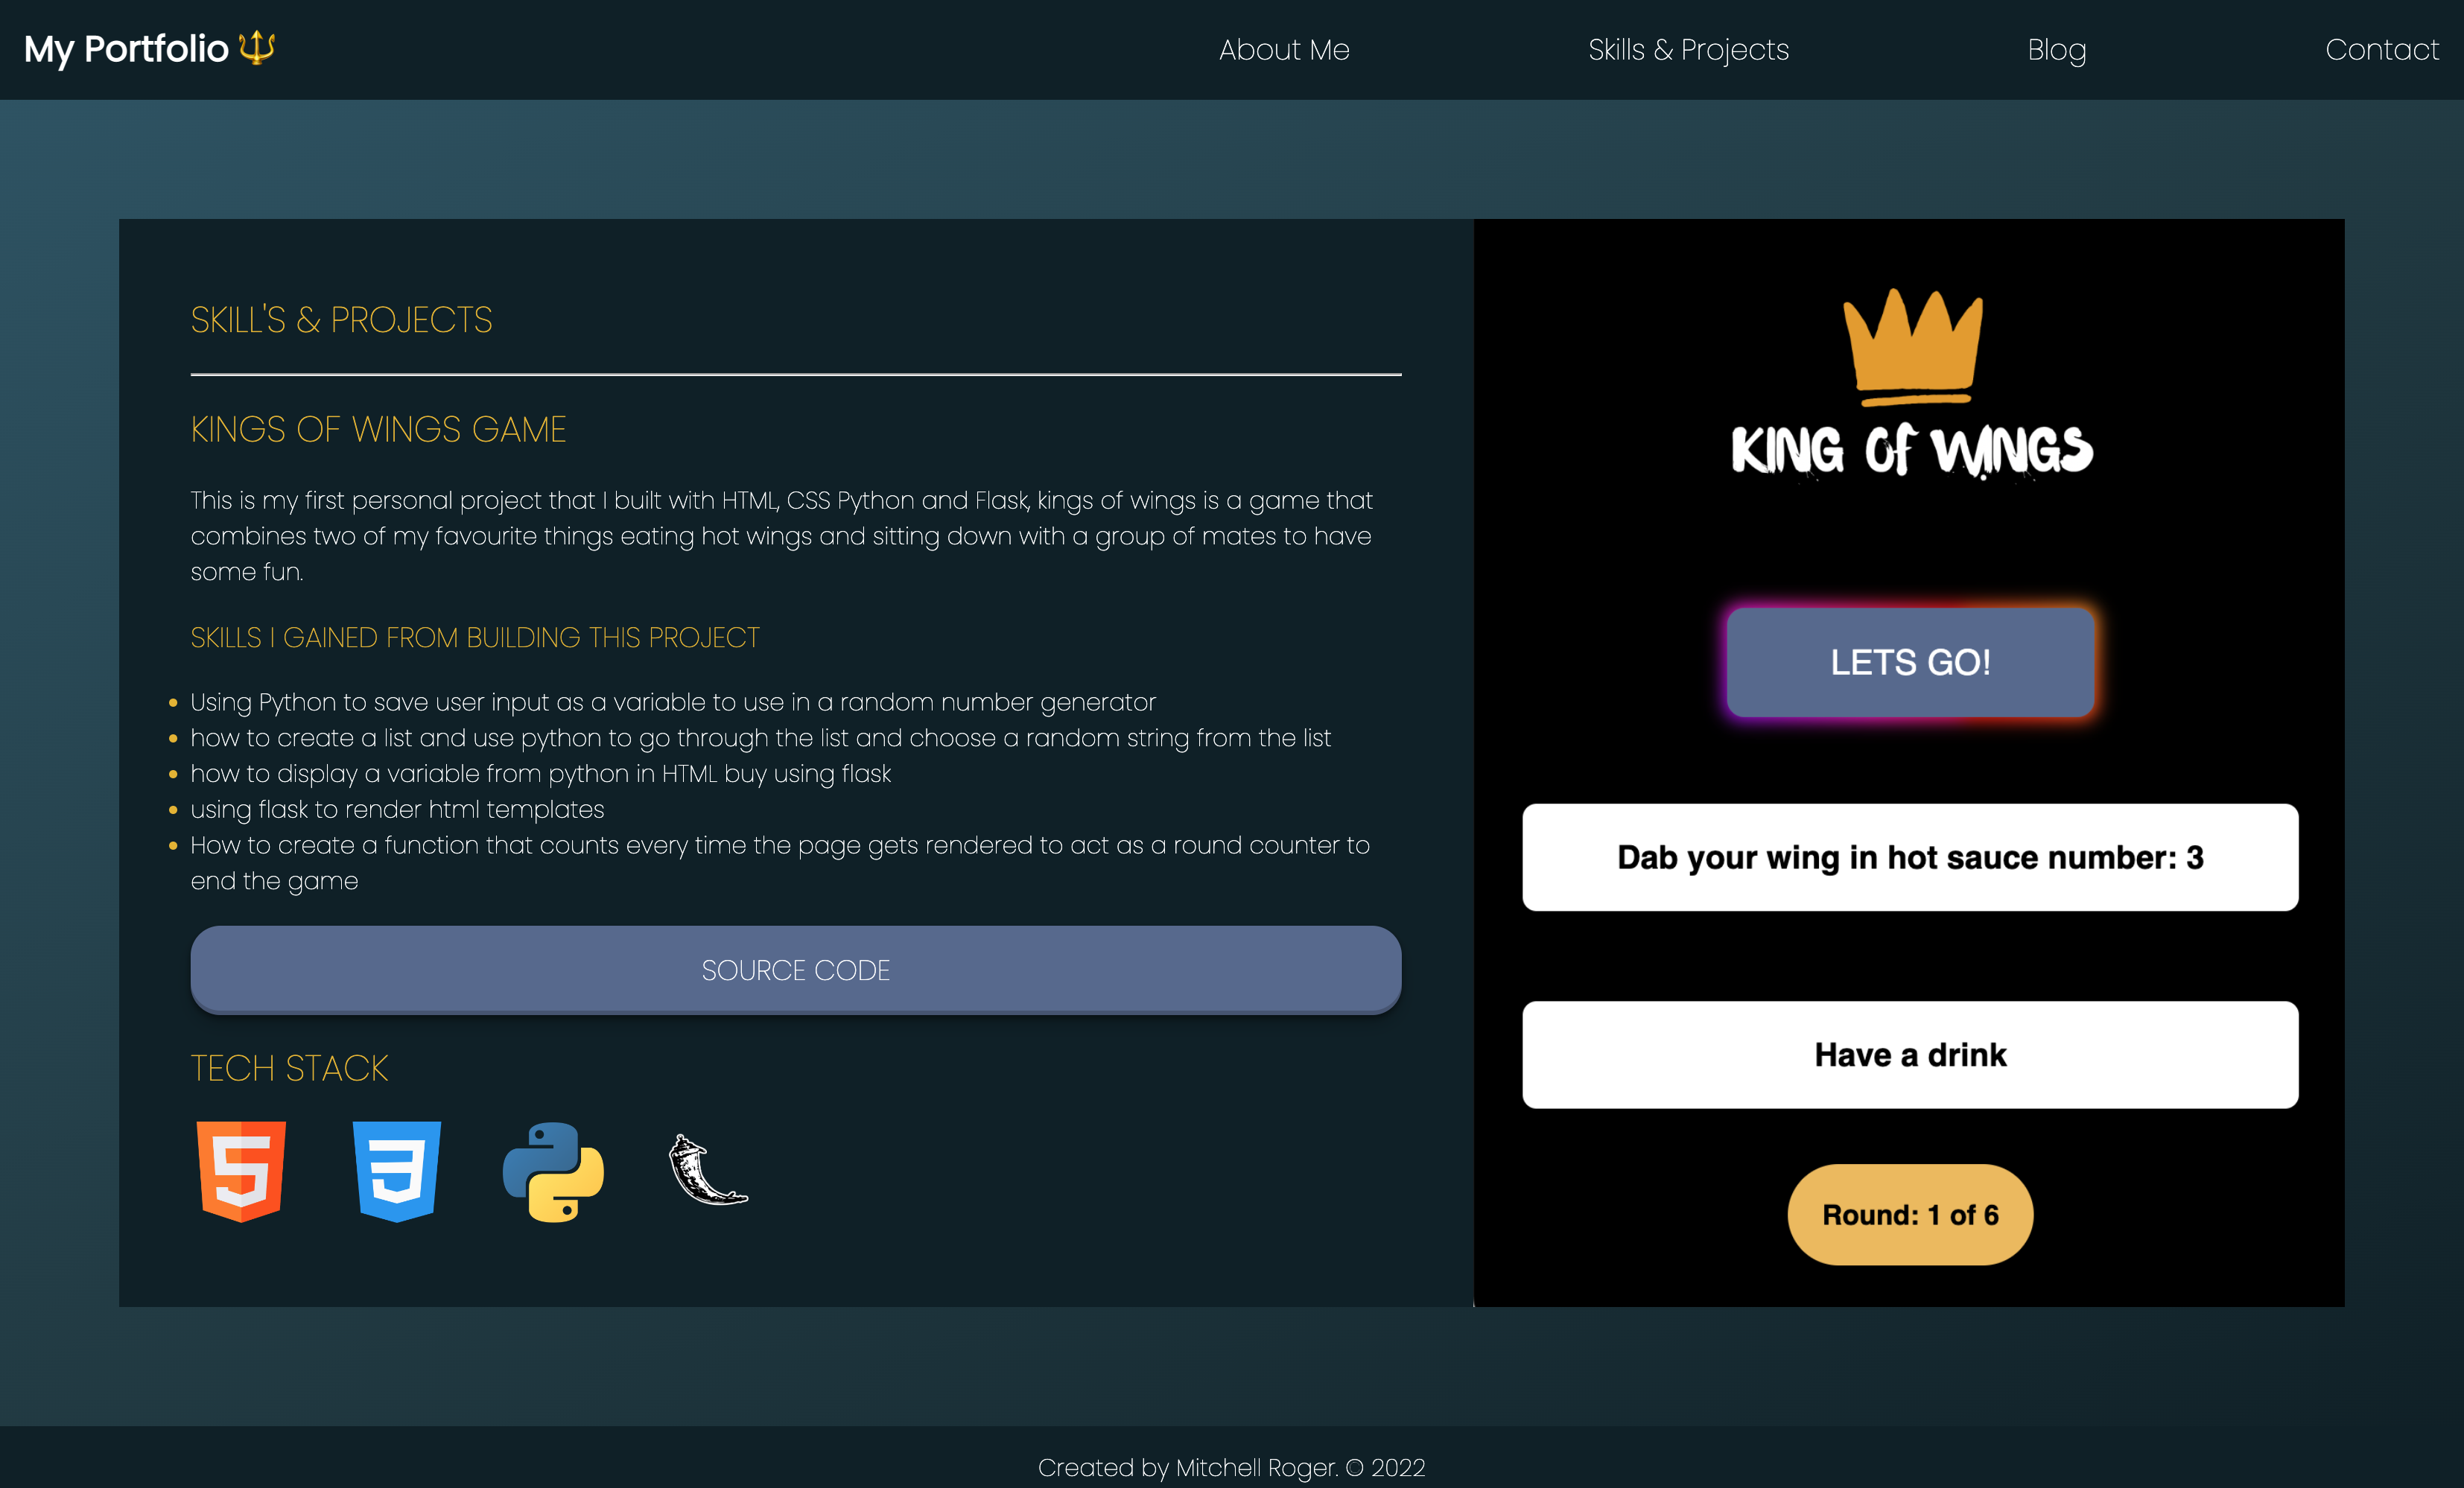 My Portfolio 🔱
About Me
Skills & Projects
Blog
Contact
SKILL'S & PROJECTS
KINGS OF WINGS GAME
This is my first personal project that I built with HTML, CSS Python and Flask, kings of wings is a game that
combines two of my favourite things eating hot wings and sitting down with a group of mates to have
some fun.
SKILLS I GAINED FROM BUILDING THIS PROJECT
Using Python to save user input as a variable to use in a random number generator
how to create a list and use python to go through the list and choose a random string from the list
how to display a variable from python in HTML buy using flask
using flask to render html templates
How to create a function that counts every time the page gets rendered to act as a round counter to
end the game
SOURCE CODE
TECH STACK
KING OF WINGS
LETS GO!
Dab your wing in hot sauce number: 3
Have a drink
Round: 1 of 6
Created by Mitchell Roger. © 2022